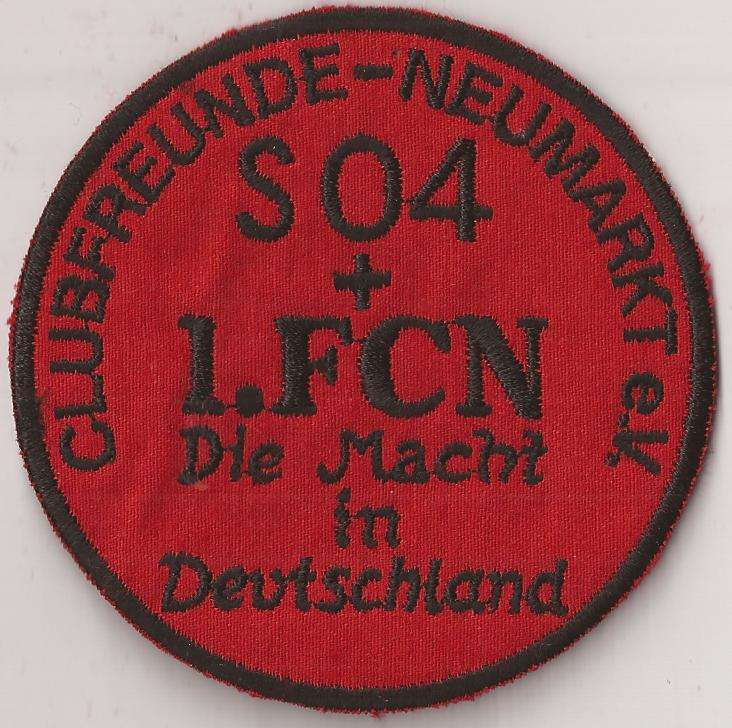 CLUBFREUNDE-NEUMARKT e.V.
S04
+
1.FCN
Die Macht
in
Deutschland